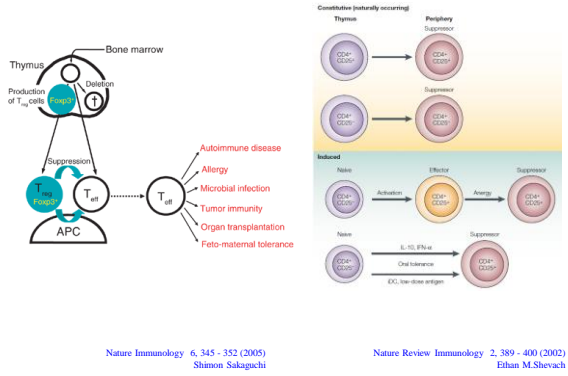 Bone marrow
Thymus
Deletion
Production
of Treg cells
Foxp3+
†
Suppression
Treg
Foxp3+
Teff
APC
Teff
Autoimmune disease
Allergy
Microbial infection
Tumor immunity
Organ transplantation
Feto-maternal tolerance
Nature Immunology 6, 345 - 352 (2005)
Shimon Sakaguchi
Constitutive (naturally occurring)
Thymus
Periphery
Suppressor
CD4+
CD25+
CD4+
CD25+
Suppressor
CD4+
CD25-
CD4+
CD25+
Induced
Naive
Effector
Suppressor
CD4+
CD25-
Activation
CD4+
CD25+
Anergy
CD4+
CD25+
Naive
Suppressor
CD4+
CD25-
IL-10, IFN-α
Oral tolerance
iDC, low-dose antigen
CD4+
Nature Review Immunology 2, 389 - 400 (2002)
Ethan M.Shevach